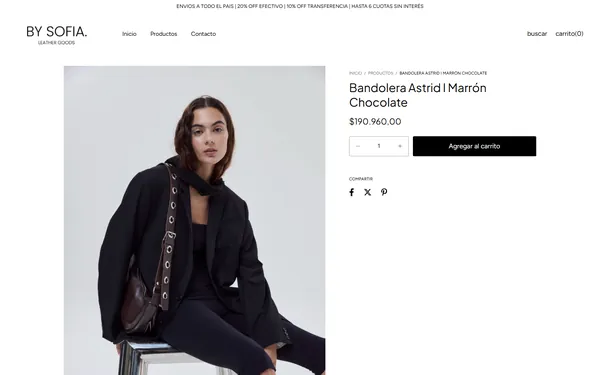 ENVIOS A TODO EL PAIS | 20% OFF EFECTIVO | 10% OFF TRANSFERENCIA | HASTA 6 CUOTAS SIN INTERÉS
BY SOFIA.
LEATHER GOODS
Inicio Productos Contacto
buscar carrito(0)
INICIO / PRODUCTOS / BANDOLERA ASTRID | MARRÓN CHOCOLATE
Bandolera Astrid | Marrón
Chocolate
$190.960,00
− 1 +
Agregar al carrito
COMPARTIR